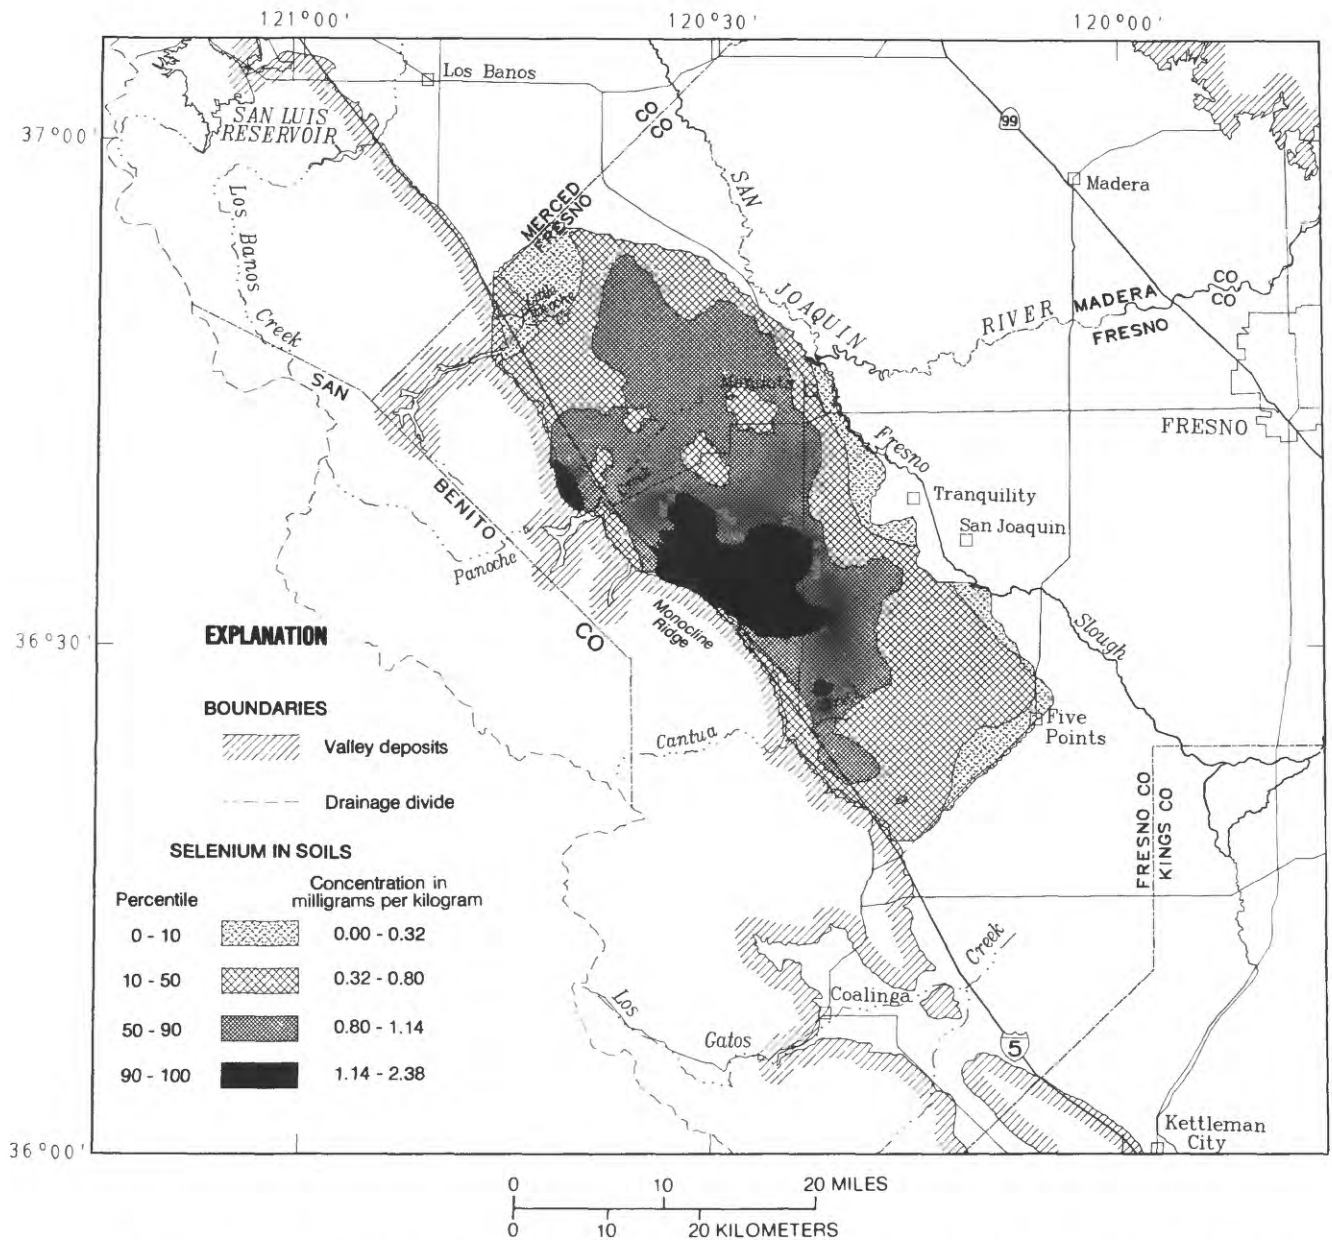 121°00'
120°30'
120°00'
37°00'
36°30'
36°00'
Los Banos
SAN LUIS
RESERVOIR
Los Banos
Creek
MERCED CO
FRESNO CO
SAN
JOAQUIN
RIVER
99
Madera
MADERA CO
FRESNO CO
FRESNO
Mendota
Fresno
Slough
Tranquility
San Joaquin
SAN
BENITO
CO
Panoche
Monocline
Ridge
Cantua
Five
Points
FRESNO CO
KINGS CO
Los
Gatos
Creek
Coalinga
5
Kettleman
City
EXPLANATION
BOUNDARIES
Valley deposits
Drainage divide
SELENIUM IN SOILS
Percentile
Concentration in
milligrams per kilogram
0 - 10 0.00 - 0.32
10 - 50 0.32 - 0.80
50 - 90 0.80 - 1.14
90 - 100 1.14 - 2.38
0 10 20 MILES
0 10 20 KILOMETERS